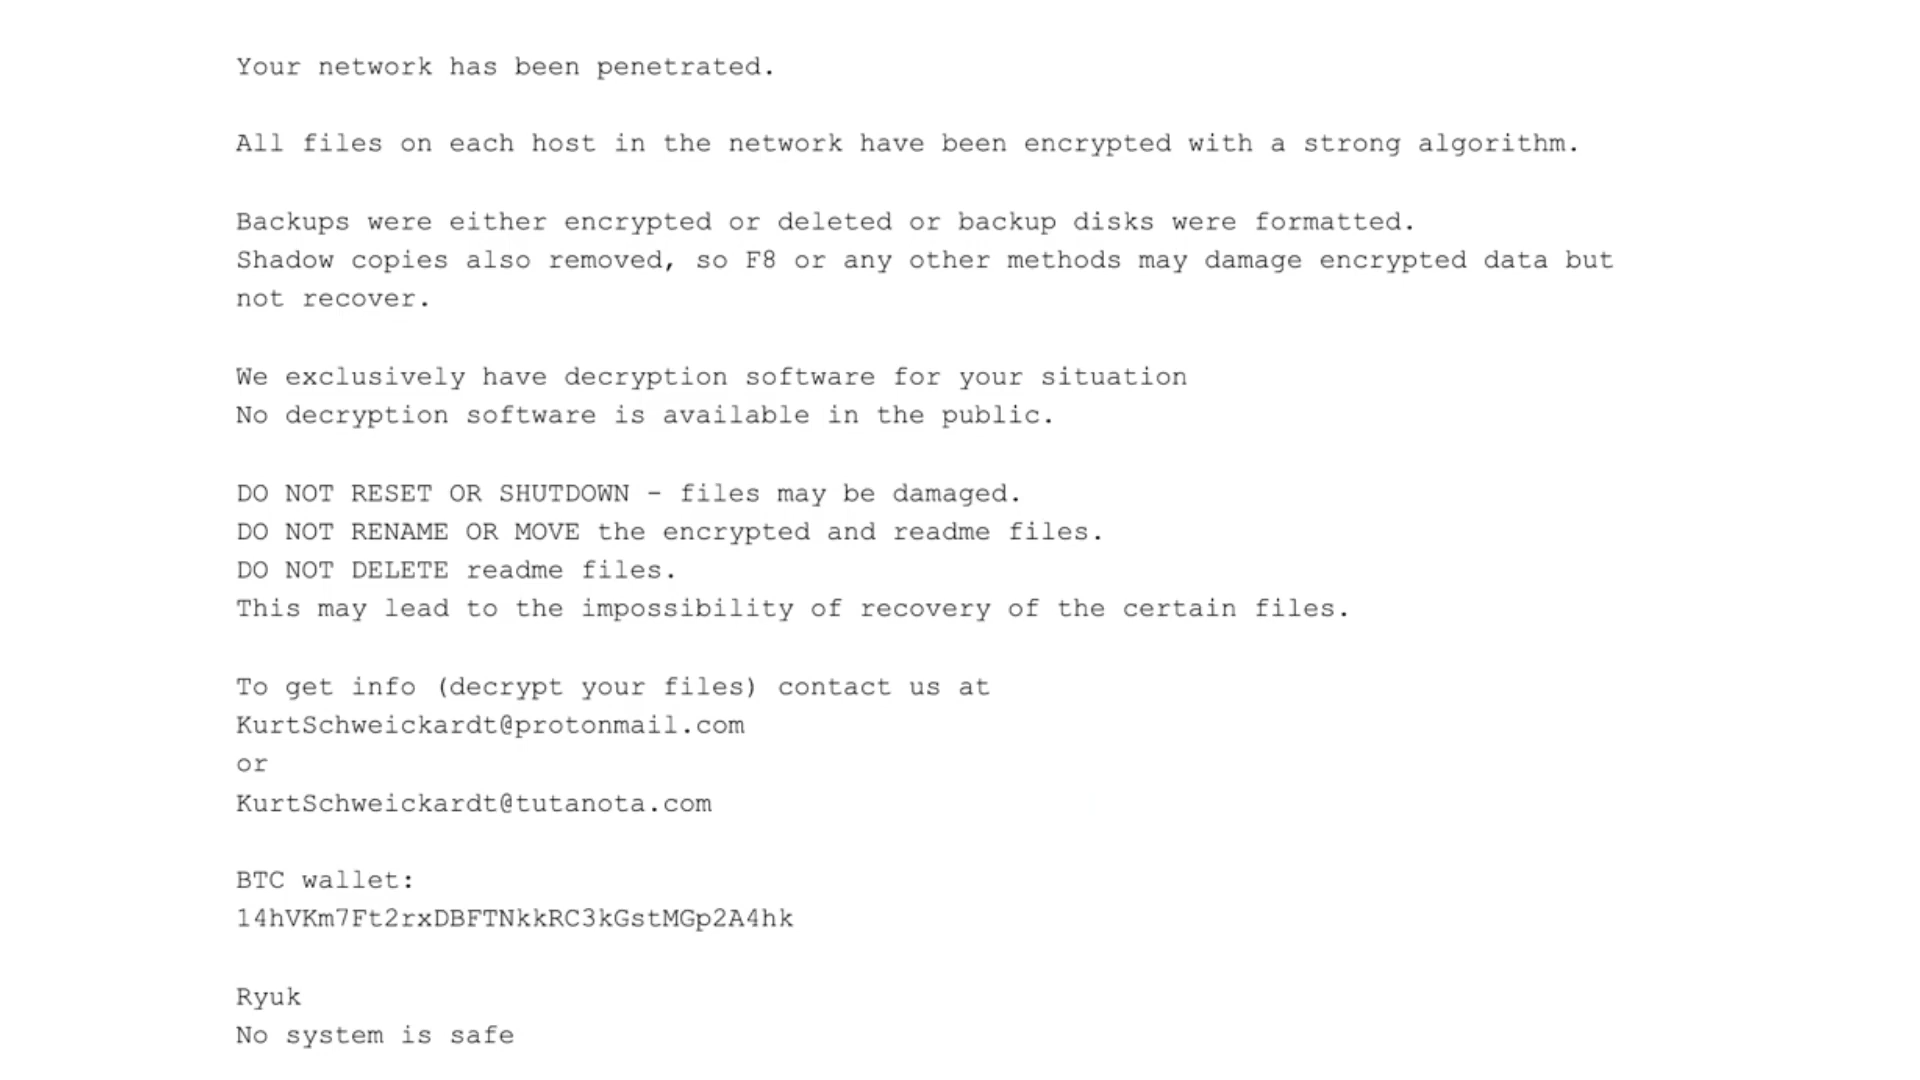 Your network has been penetrated.
All files on each host in the network have been encrypted with a strong algorithm.
Backups were either encrypted or deleted or backup disks were formatted.
Shadow copies also removed, so F8 or any other methods may damage encrypted data but
not recover.
We exclusively have decryption software for your situation
No decryption software is available in the public.
DO NOT RESET OR SHUTDOWN - files may be damaged.
DO NOT RENAME OR MOVE the encrypted and readme files.
DO NOT DELETE readme files.
This may lead to the impossibility of recovery of the certain files.
To get info (decrypt your files) contact us at
KurtSchweickardt@protonmail.com
or
KurtSchweickardt@tutanota.com
BTC wallet:
14hVKm7Ft2rxDBFTNkkRC3kGstMGp2A4hk
Ryuk
No system is safe